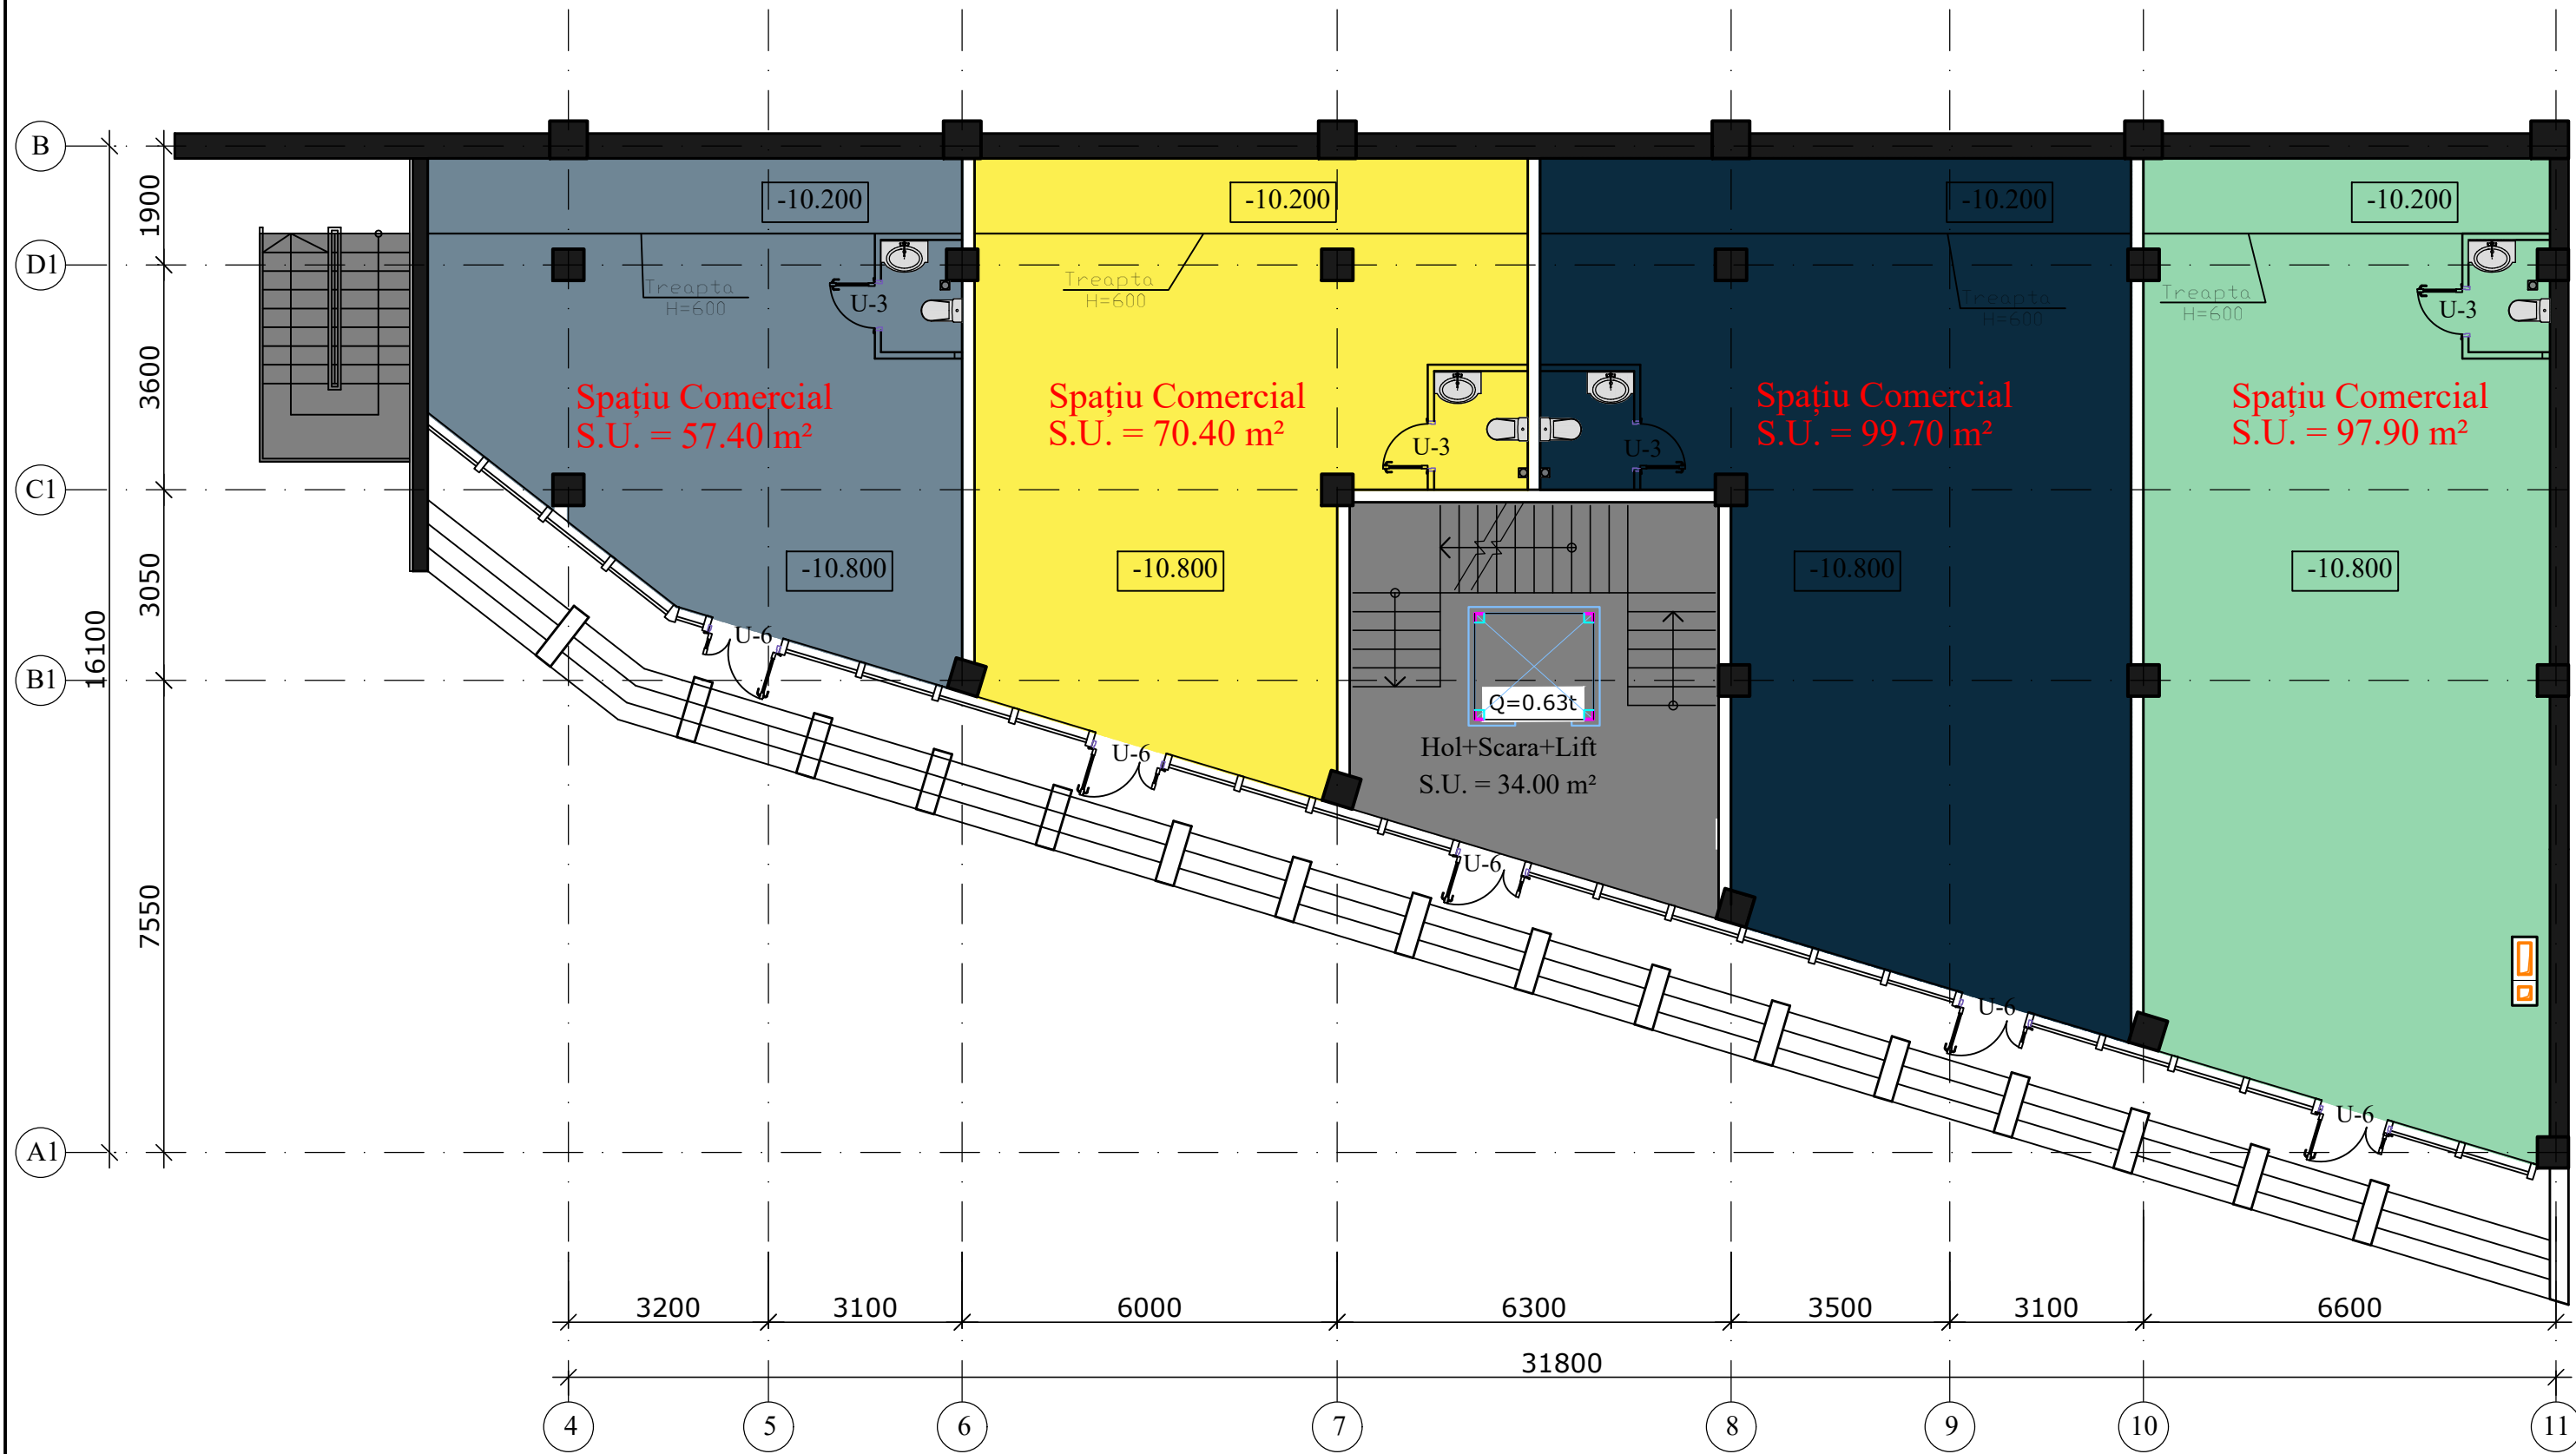 B
1900
-10.200
-10.200
-10.200
-10.200
D1
Treapta
H=600
U-3
Treapta
H=600
Treapta
H=600
Treapta
H=600
U-3
3600
Spațiu Comercial
S.U. = 57.40 m²
Spațiu Comercial
S.U. = 70.40 m²
U-3
U-3
Spațiu Comercial
S.U. = 99.70 m²
Spațiu Comercial
S.U. = 97.90 m²
C1
3050
-10.800
-10.800
-10.800
-10.800
16100
U-6
B1
Q=0.63t
U-6
Hol+Scara+Lift
S.U. = 34.00 m²
U-6
7550
U-6
U-6
A1
3200
3100
6000
6300
3500
3100
6600
31800
4
5
6
7
8
9
10
11